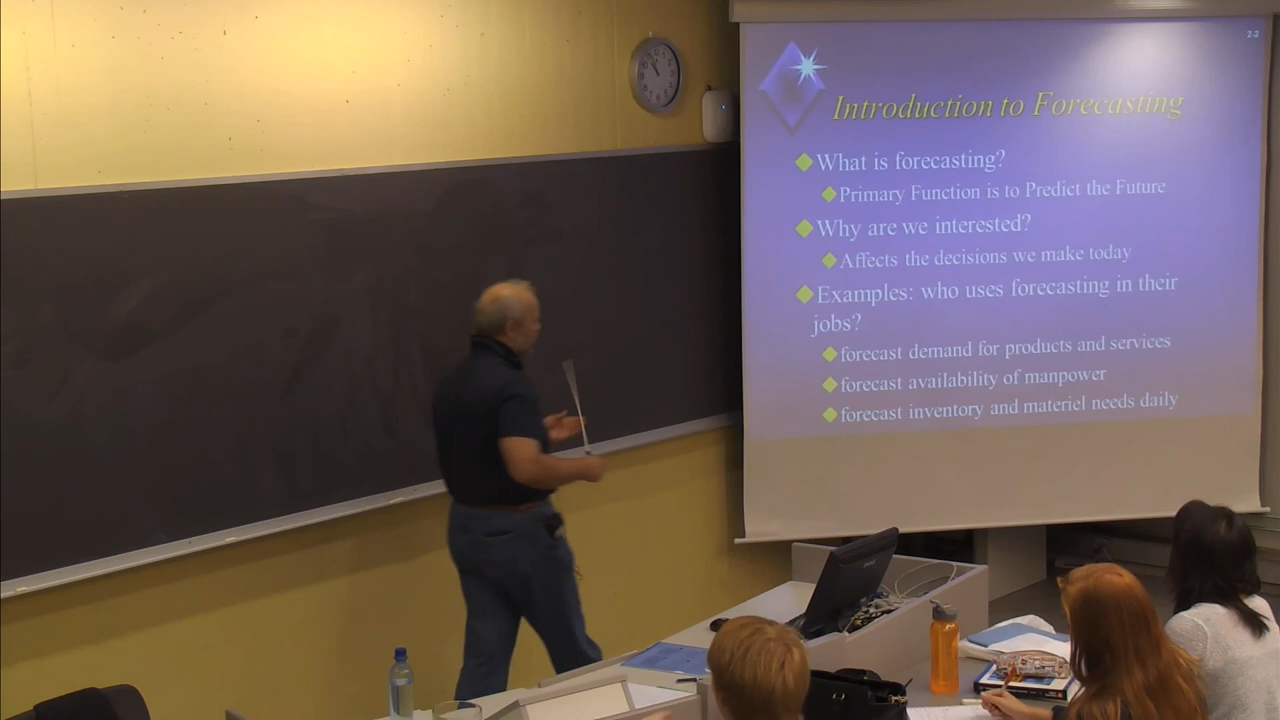 2-2
Introduction to Forecasting
What is forecasting?
Primary Function is to Predict the Future
Why are we interested?
Affects the decisions we make today
Examples: who uses forecasting in their
jobs?
forecast demand for products and services
forecast availability of manpower
forecast inventory and materiel needs daily